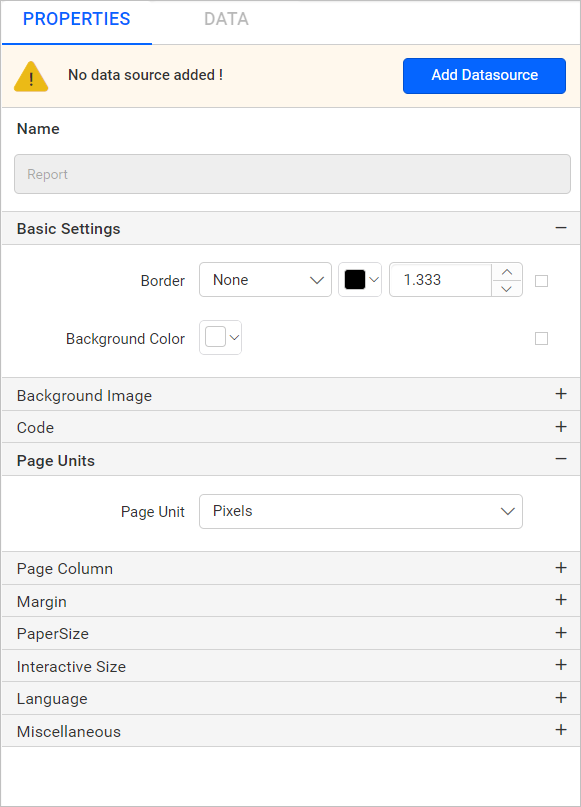 PROPERTIES DATA
No data source added ! Add Datasource
Name
Report
Basic Settings
Border None 1.333
Background Color
Background Image
Code
Page Units
Page Unit Pixels
Page Column
Margin
PaperSize
Interactive Size
Language
Miscellaneous